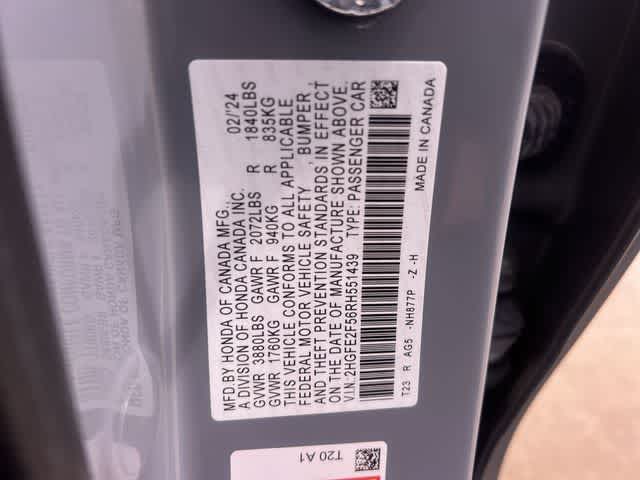 MFD.BY HONDA OF CANADA MFG., 02/'24
A DIVISION OF HONDA CANADA INC.
GVWR 3880LBS GAWR F 2072LBS R 1840LBS
GVWR 1760KG GAWR F 940KG R 835KG
THIS VEHICLE CONFORMS TO ALL APPLICABLE
FEDERAL MOTOR VEHICLE SAFETY, BUMPER,
AND THEFT PREVENTION STANDARDS IN EFFECT
ON THE DATE OF MANUFACTURE SHOWN ABOVE.
V.I.N: 2HGFE2F56RH551439 TYPE: PASSENGER CAR
T23 R AG5 -NH877P -Z -H MADE IN CANADA
T20 A1